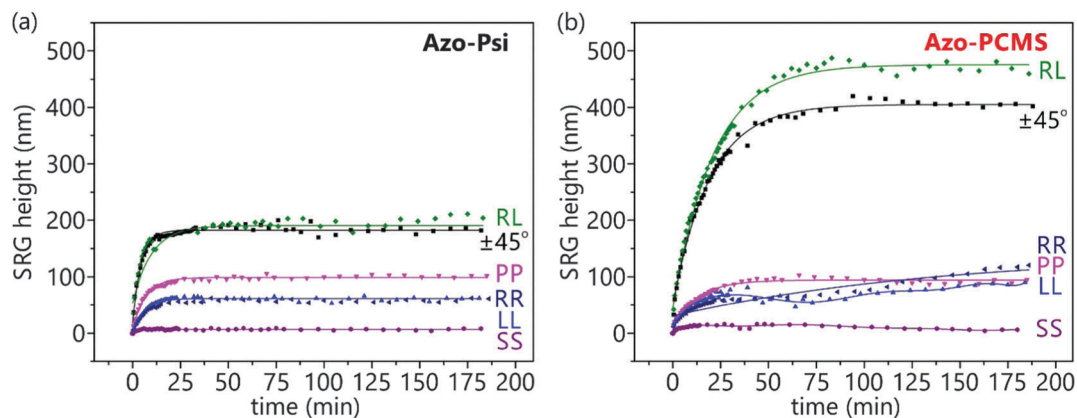 (a)
Azo-Psi
SRG height (nm)
500
400
300
200
100
0
RL
±45°
PP
RR
LL
SS
0 25 50 75 100 125 150 175 200
time (min)
(b)
Azo-PCMS
SRG height (nm)
500
400
300
200
100
0
RL
±45°
RR
PP
LL
SS
0 25 50 75 100 125 150 175 200
time (min)